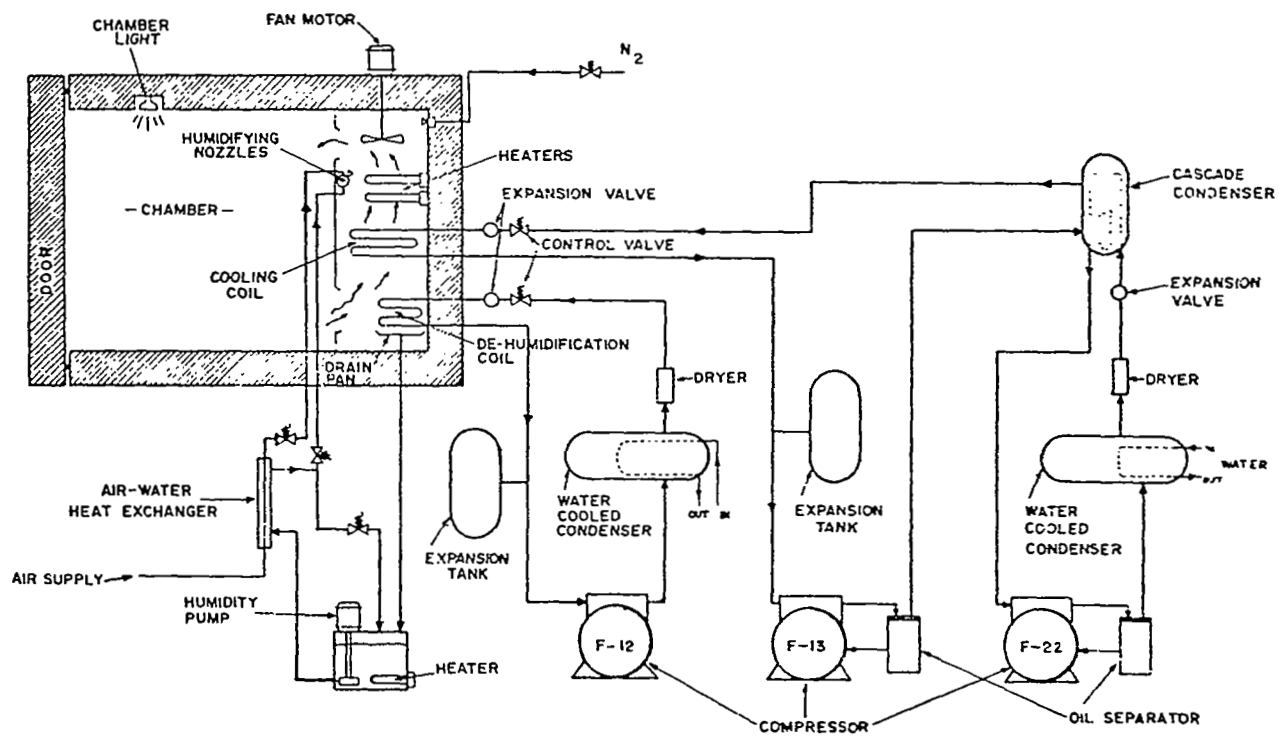 FAN MOTOR
CHAMBER
LIGHT
N2
HUMIDIFYING
NOZZLES
HEATERS
EXPANSION VALVE
CASCADE
CONDENSER
- CHAMBER -
CONTROL VALVE
DOOR
COOLING
COIL
EXPANSION
VALVE
DE-HUMIDIFICATION
COIL
DRAIN
PAN
DRYER
DRYER
AIR-WATER
HEAT EXCHANGER
WATER
COOLED
CONDENSER
OUT
IN
IN
WATER
OUT
EXPANSION
TANK
EXPANSION
TANK
WATER
COOLED
CONDENSER
AIR SUPPLY
HUMIDITY
PUMP
F-12
F-13
F-22
HEATER
COMPRESSOR
OIL SEPARATOR